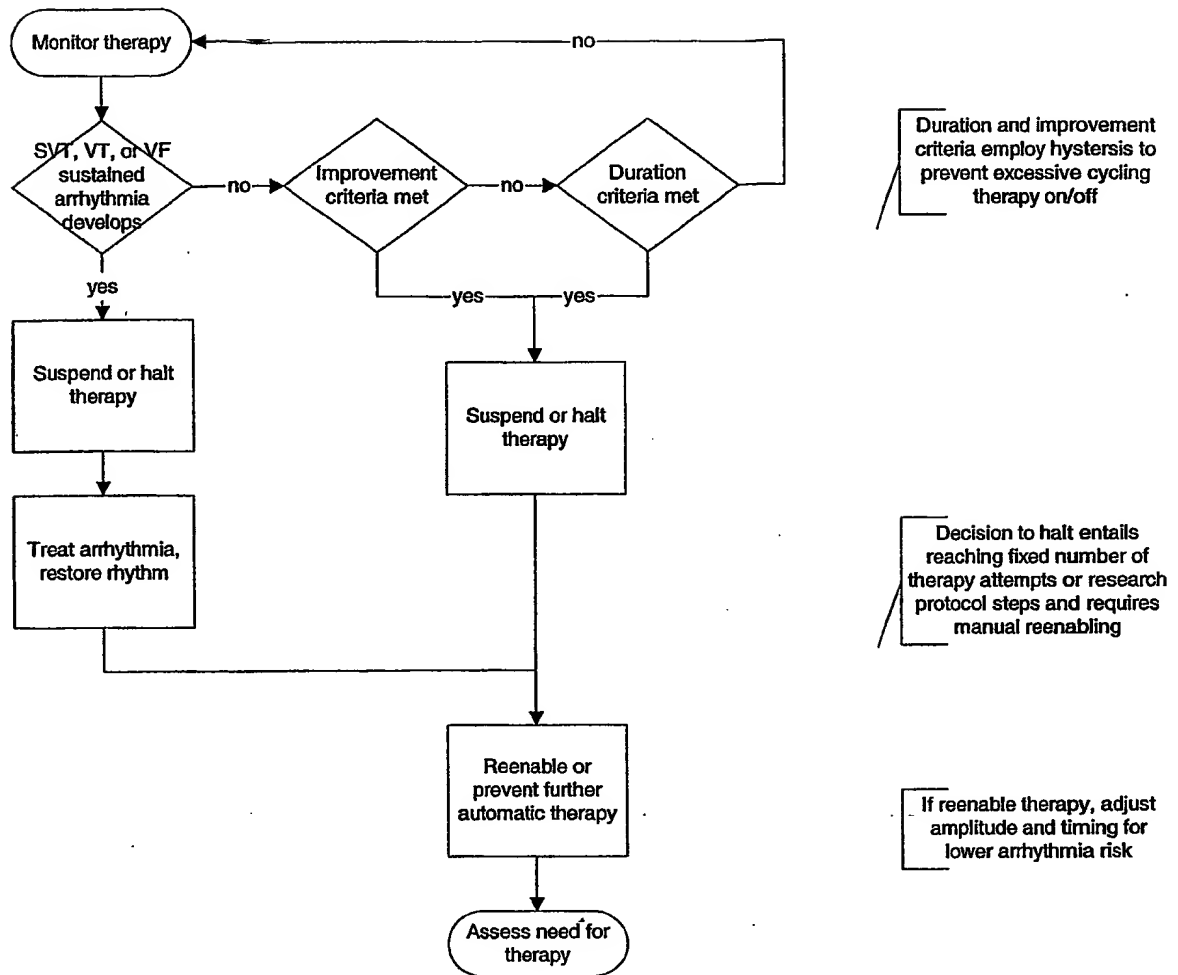 Monitor therapy
no
SVT, VT, or VF
sustained
arrhythmia
develops
no
Improvement
criteria met
no
Duration
criteria met
Duration and improvement
criteria employ hystersis to
prevent excessive cycling
therapy on/off
yes
yes
yes
Suspend or halt
therapy
Suspend or halt
therapy
Treat arrhythmia,
restore rhythm
Decision to halt entails
reaching fixed number of
therapy attempts or research
protocol steps and requires
manual reenabling
Reenable or
prevent further
automatic therapy
If reenable therapy, adjust
amplitude and timing for
lower arrhythmia risk
Assess need for
therapy